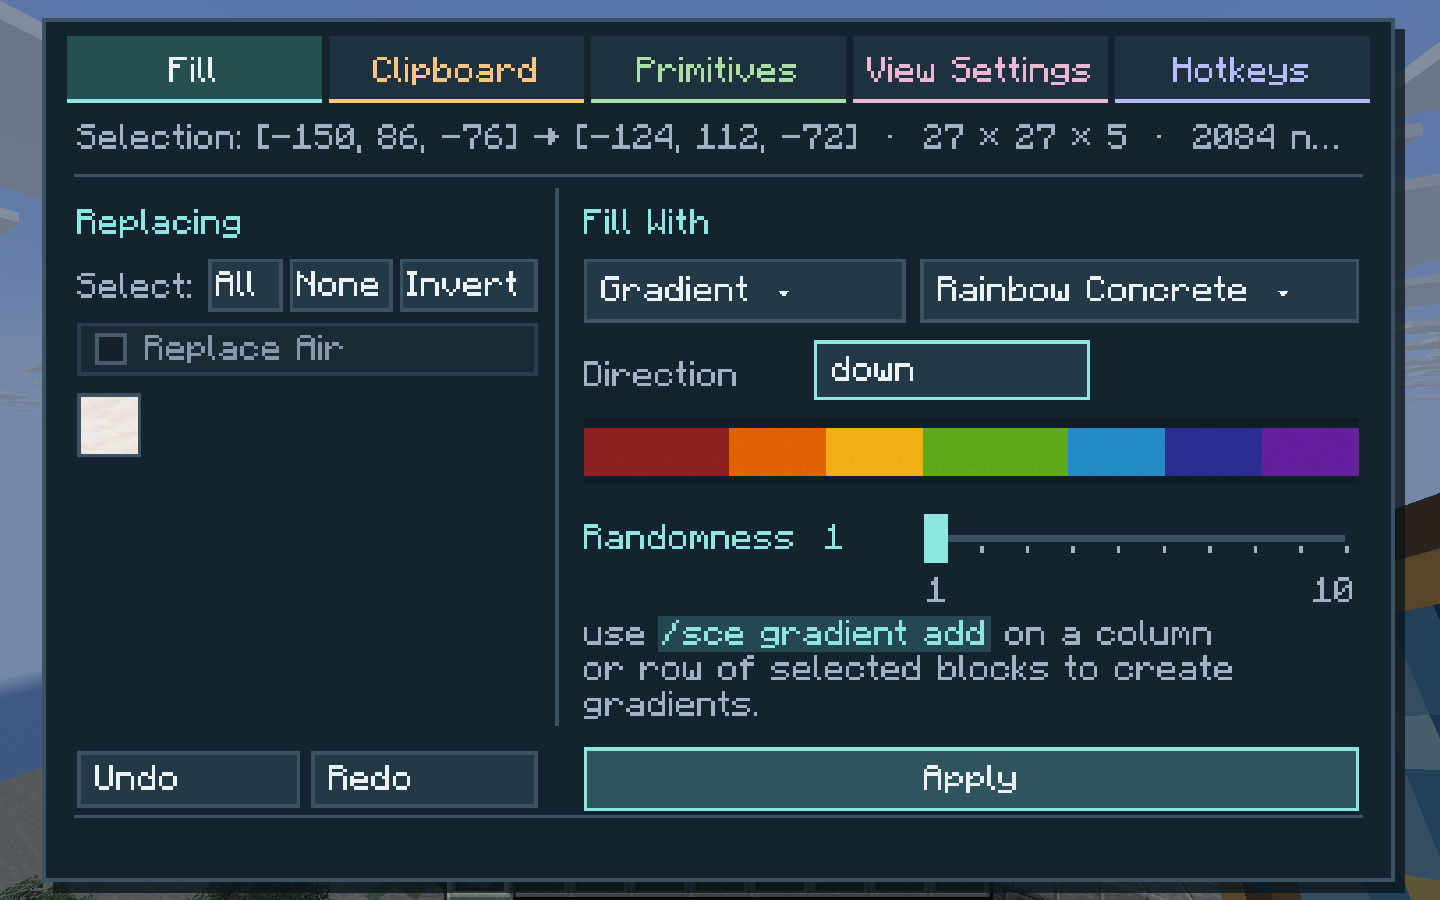 Fill Clipboard Primitives View Settings Hotkeys
Selection: [-150, 86, -76] → [-124, 112, -72] · 27 × 27 × 5 · 2084 n...
Replacing
Select: All None Invert
Replace Air
Fill With
Gradient Rainbow Concrete
Direction down
Randomness 1
1 10
use /sce gradient add on a column
or row of selected blocks to create
gradients.
Undo Redo Apply